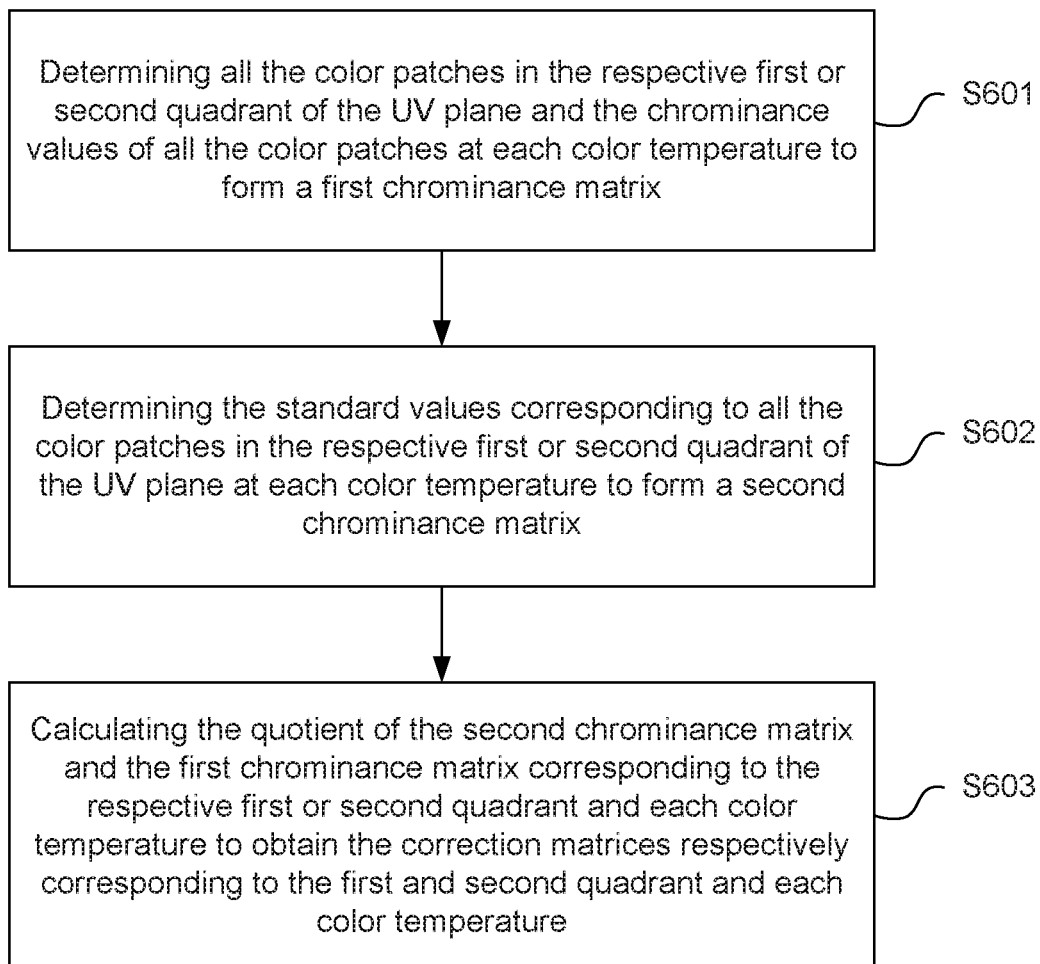 Determining all the color patches in the respective first or
second quadrant of the UV plane and the chrominance
values of all the color patches at each color temperature to
form a first chrominance matrix
S601
Determining the standard values corresponding to all the
color patches in the respective first or second quadrant of
the UV plane at each color temperature to form a second
chrominance matrix
S602
Calculating the quotient of the second chrominance matrix
and the first chrominance matrix corresponding to the
respective first or second quadrant and each color
temperature to obtain the correction matrices respectively
corresponding to the first and second quadrant and each
color temperature
S603